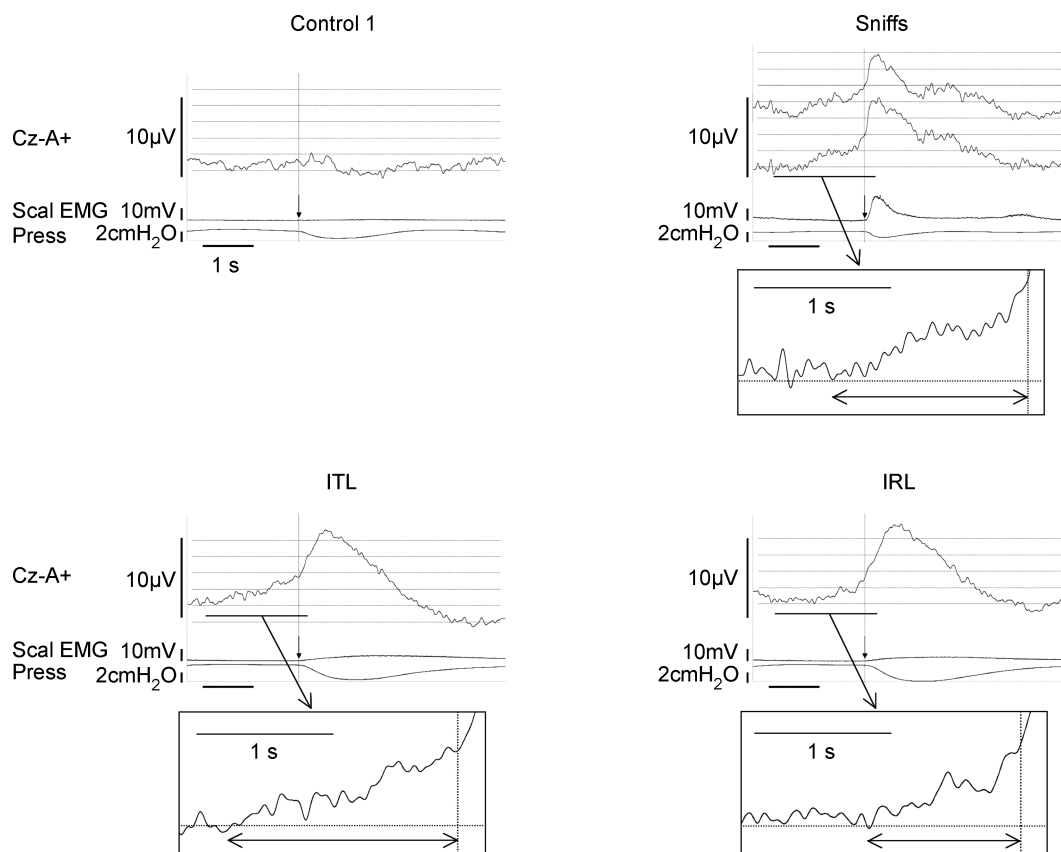 Control 1
Cz-A+
10µV
Scal EMG 10mV
Press 2cmH₂O
1 s
Sniffs
10µV
10mV
2cmH₂O
1 s
ITL
Cz-A+
10µV
Scal EMG 10mV
Press 2cmH₂O
1 s
IRL
10µV
10mV
2cmH₂O
1 s